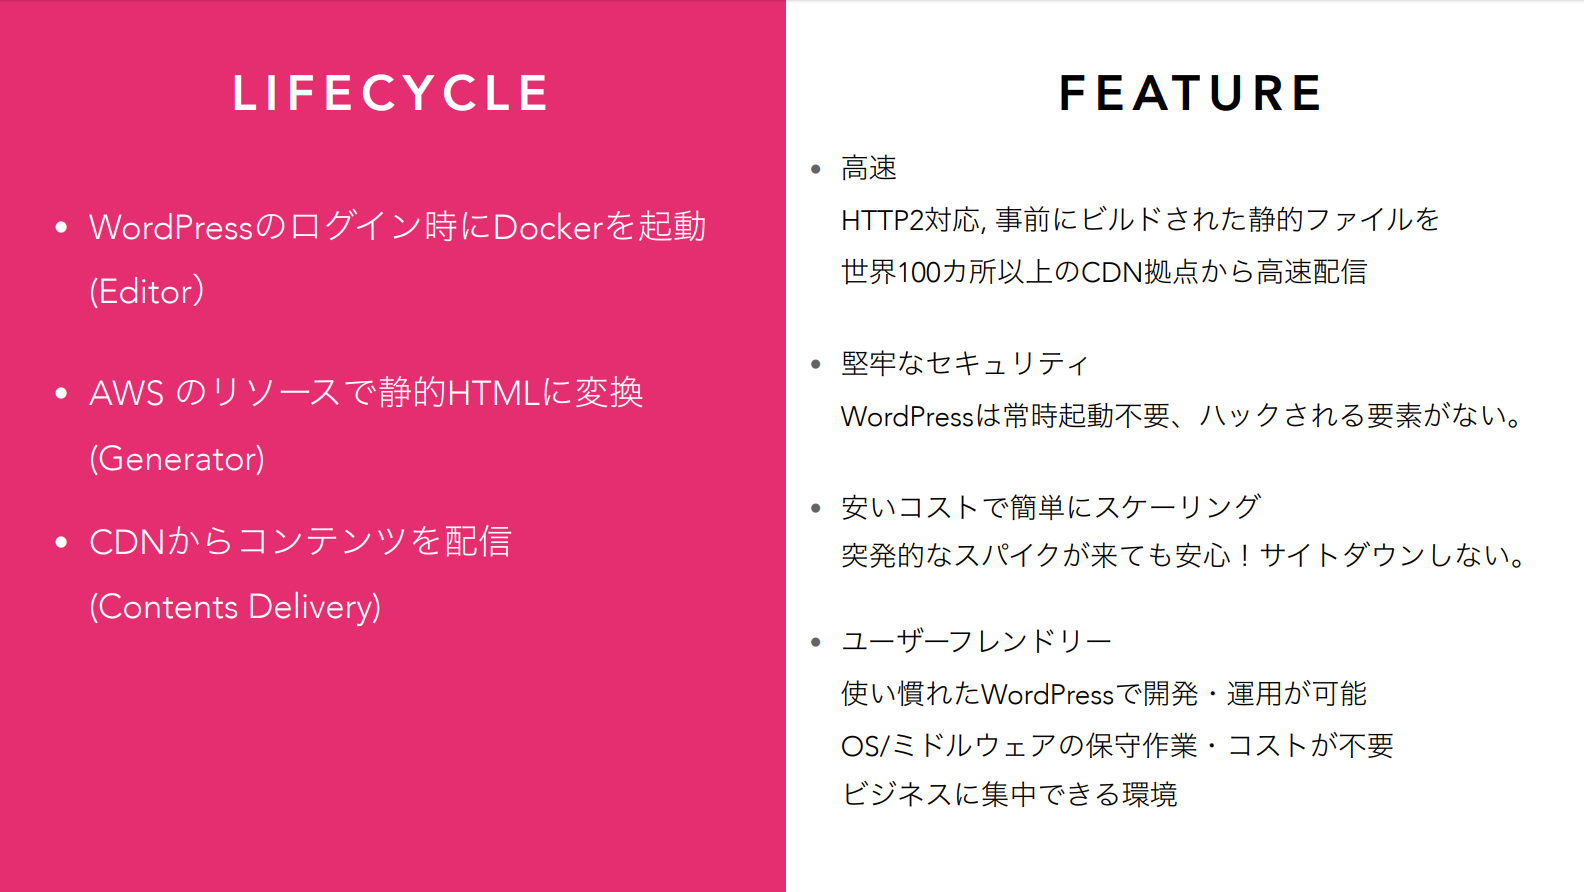 LIFECYCLE
• WordPressのログイン時にDockerを起動
(Editor）
• AWS のリソースで静的HTMLに変換
(Generator)
• CDNからコンテンツを配信
(Contents Delivery)
FEATURE
• 高速
HTTP2対応, 事前にビルドされた静的ファイルを
世界100カ所以上のCDN拠点から高速配信
• 堅牢なセキュリティ
WordPressは常時起動不要、ハックされる要素がない。
• 安いコストで簡単にスケーリング
突発的なスパイクが来ても安心！サイトダウンしない。
• ユーザーフレンドリー
使い慣れたWordPressで開発・運用が可能
OS/ミドルウェアの保守作業・コストが不要
ビジネスに集中できる環境